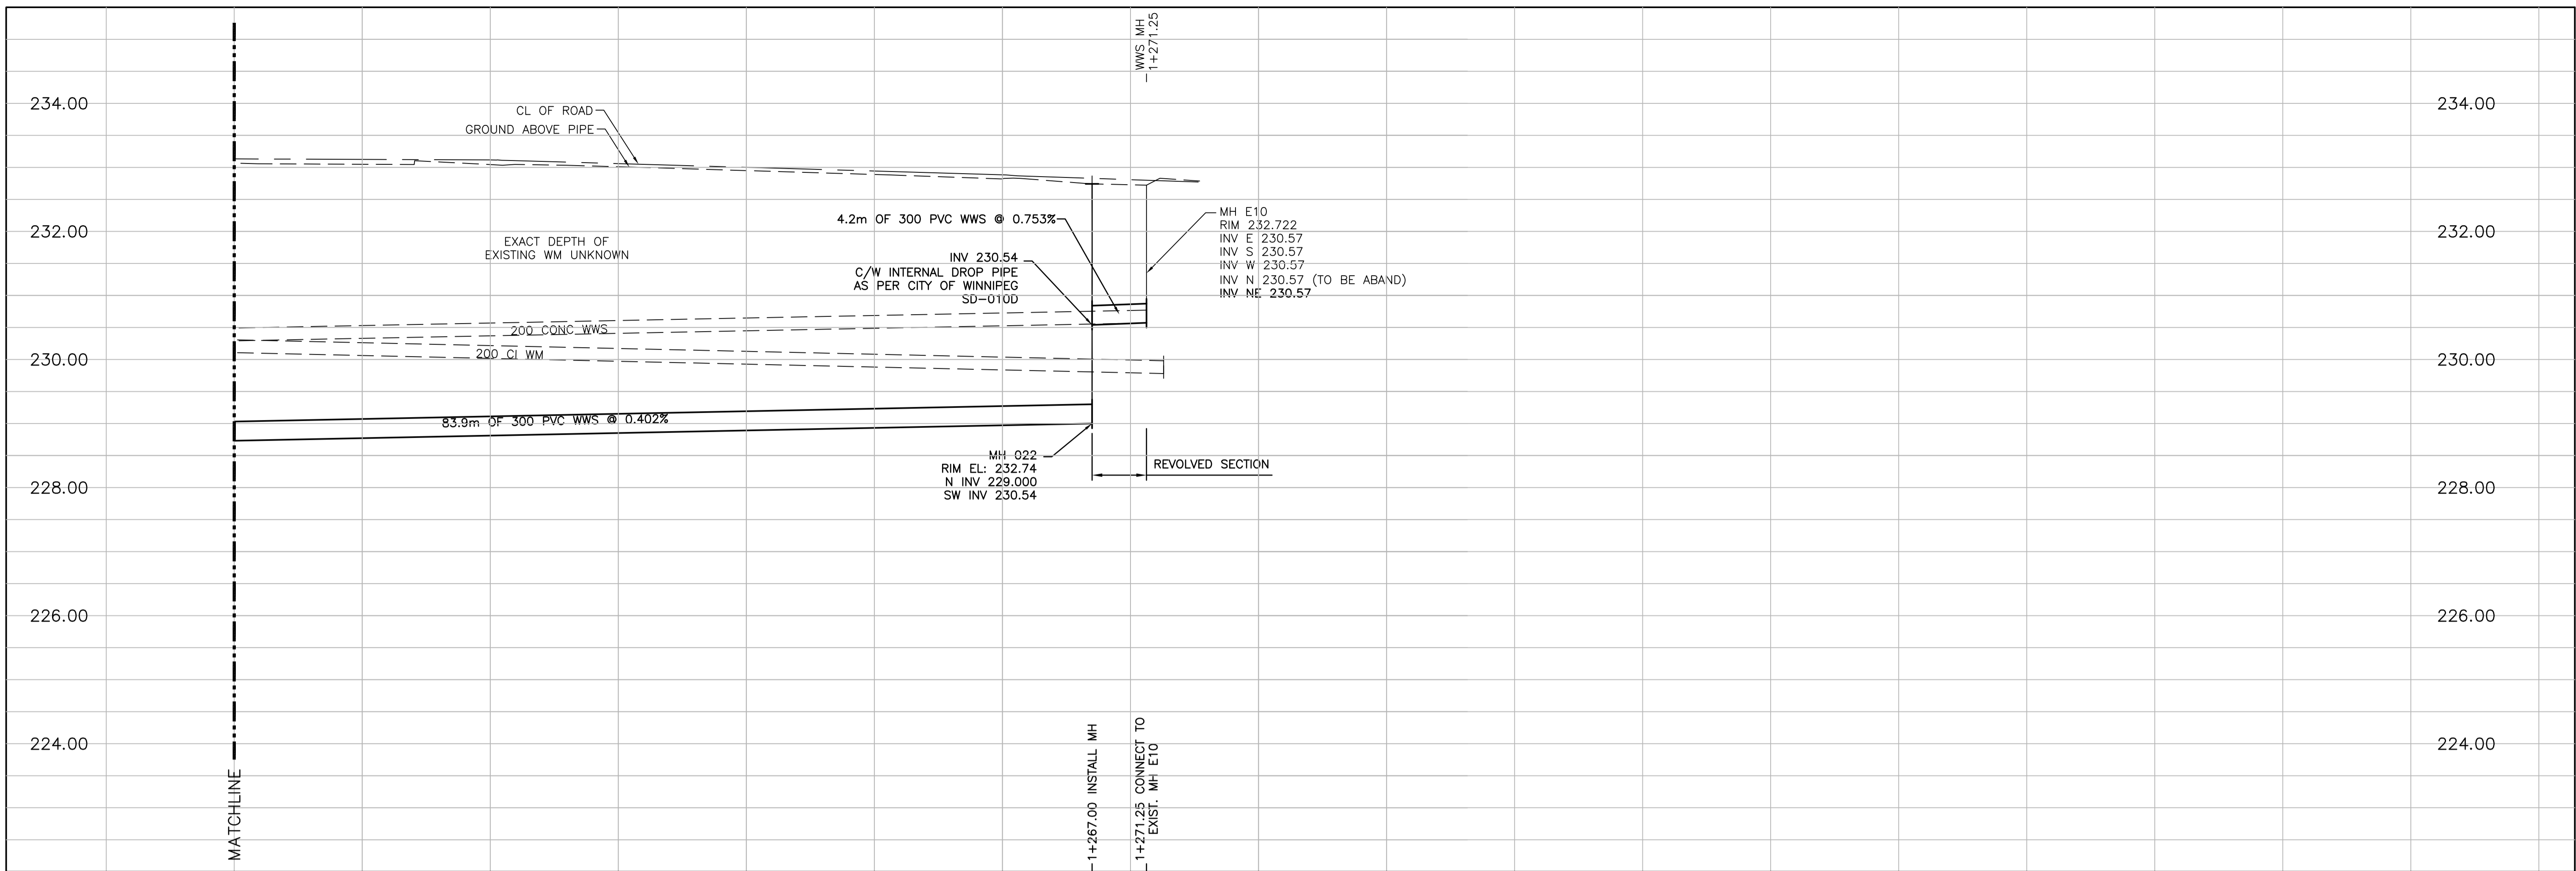 WWS MH
1+271.25
234.00
234.00
CL OF ROAD
GROUND ABOVE PIPE
4.2m OF 300 PVC WWS @ 0.753%
MH E10
RIM 232.722
INV E 230.57
INV S 230.57
INV W 230.57
INV N 230.57 (TO BE ABAND)
INV NE 230.57
232.00
232.00
EXACT DEPTH OF
EXISTING WM UNKNOWN
INV 230.54
C/W INTERNAL DROP PIPE
AS PER CITY OF WINNIPEG
SD-010D
200 CONC WWS
200 CI WM
230.00
230.00
83.9m OF 300 PVC WWS @ 0.402%
MH 022
RIM EL: 232.74
N INV 229.000
SW INV 230.54
REVOLVED SECTION
228.00
228.00
226.00
226.00
224.00
224.00
MATCHLINE
1+267.00 INSTALL MH
1+271.25 CONNECT TO
EXIST. MH E10